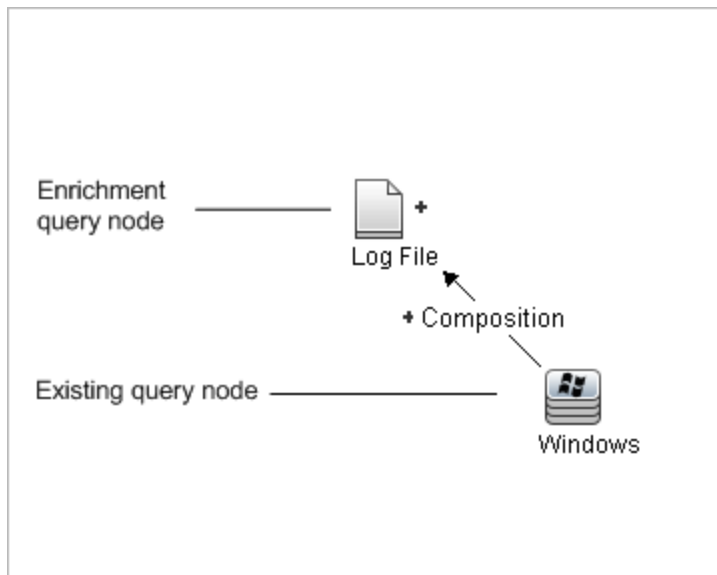 Enrichment
query node
Log File
+ Composition
Existing query node
Windows